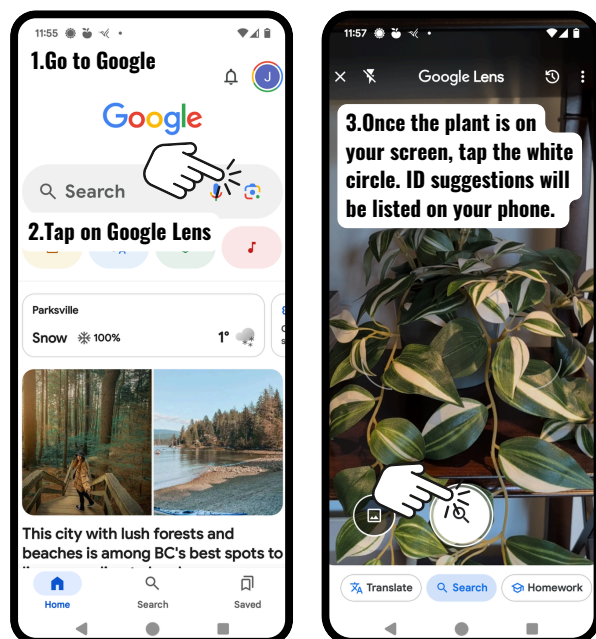 11:55
1.Go to Google
J
Google
Search
2.Tap on Google Lens
Parksville
Snow 100%
1°
This city with lush forests and
beaches is among BC's best spots to
Home
Search
Saved
11:57
Google Lens
3.Once the plant is on
your screen, tap the white
circle. ID suggestions will
be listed on your phone.
Translate
Search
Homework